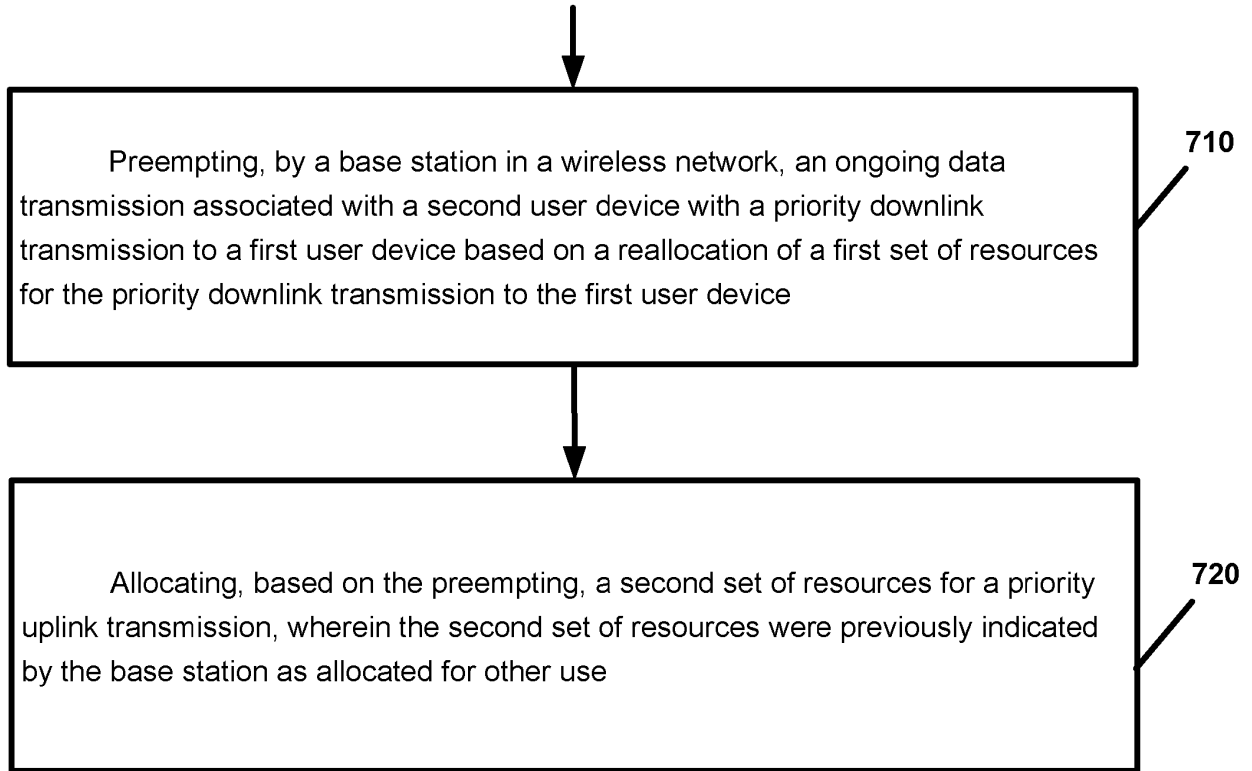 Preempting, by a base station in a wireless network, an ongoing data
transmission associated with a second user device with a priority downlink
transmission to a first user device based on a reallocation of a first set of resources
for the priority downlink transmission to the first user device
710
Allocating, based on the preempting, a second set of resources for a priority
uplink transmission, wherein the second set of resources were previously indicated
by the base station as allocated for other use
720